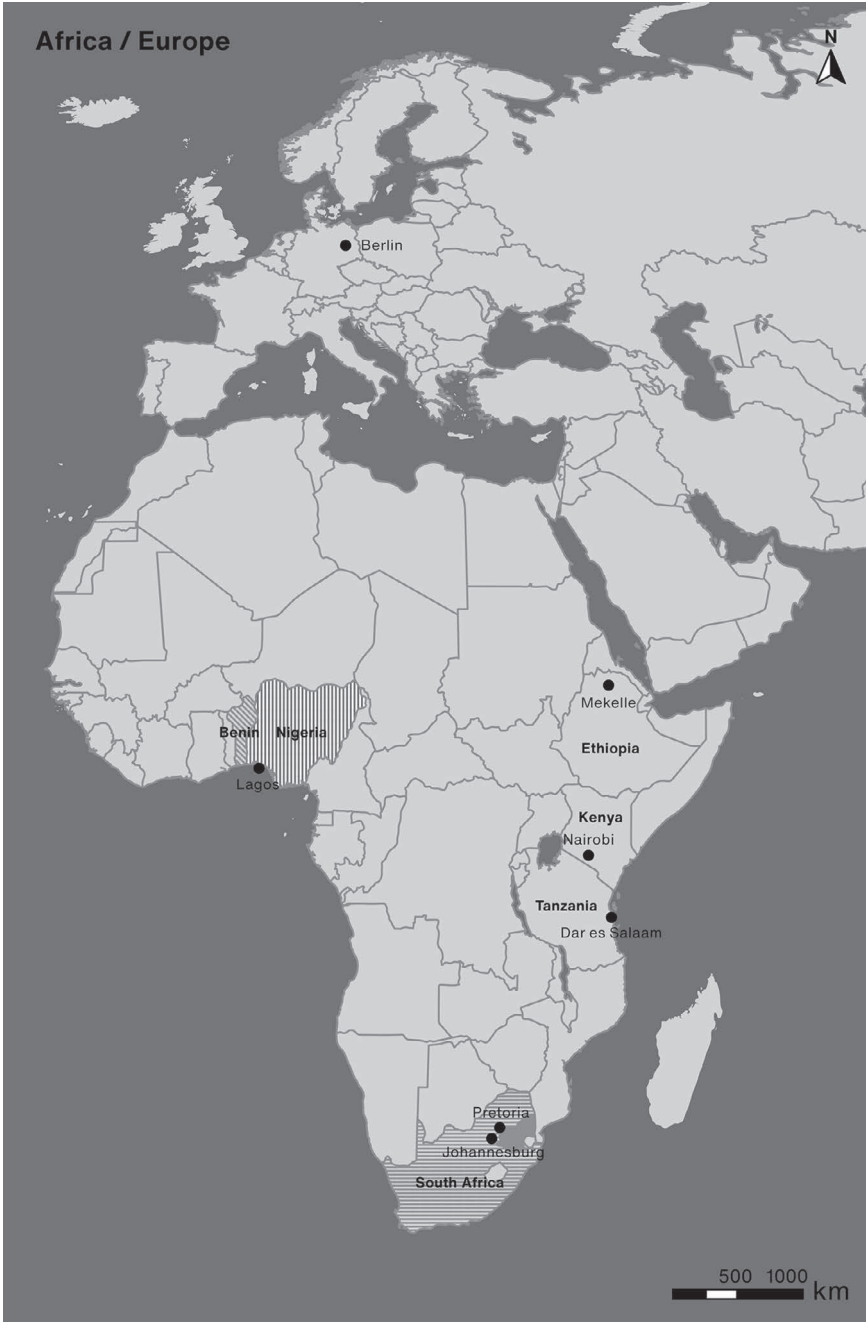 Africa / Europe
N
Berlin
Mekelle
Benin
Nigeria
Ethiopia
Lagos
Kenya
Nairobi
Tanzania
Dar es Salaam
Pretoria
Johannesburg
South Africa
500 1000 km